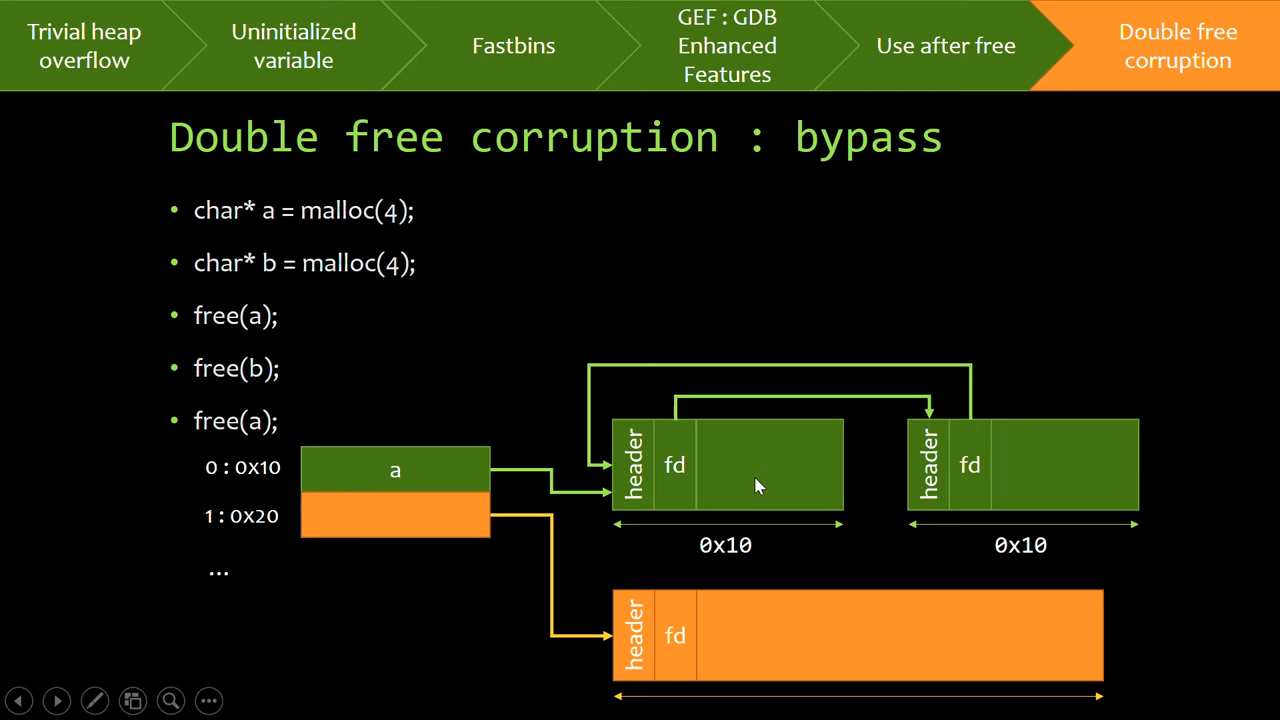 Trivial heap
overflow
Uninitialized
variable
Fastbins
GEF : GDB
Enhanced
Features
Use after free
Double free
corruption
Double free corruption : bypass
• char* a = malloc(4);
• char* b = malloc(4);
• free(a);
• free(b);
• free(a);
0 : 0x10
a
header
fd
header
fd
1 : 0x20
0x10
0x10
...
header
fd